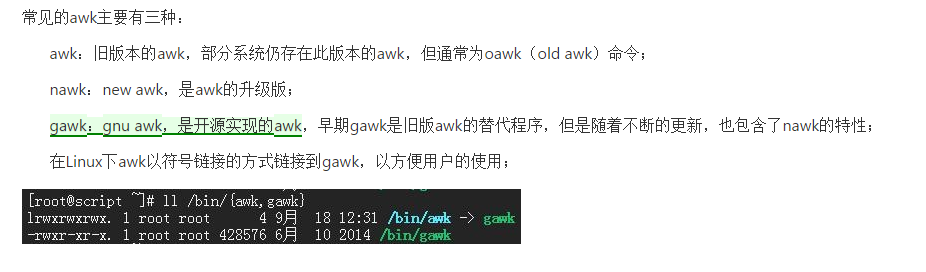 常见的awk主要有三种：
awk：旧版本的awk，部分系统仍存在此版本的awk，但通常为oawk（old awk）命令；
nawk：new awk，是awk的升级版；
gawk：gnu awk，是开源实现的awk，早期gawk是旧版awk的替代程序，但是随着不断的更新，也包含了nawk的特性；
在Linux下awk以符号链接的方式链接到gawk，以方便用户的使用；
[root@script ~]# ll /bin/{awk,gawk}
lrwxrwxrwx. 1 root root 4 9月 18 12:31 /bin/awk -> gawk
-rwxr-xr-x. 1 root root 428576 6月 10 2014 /bin/gawk